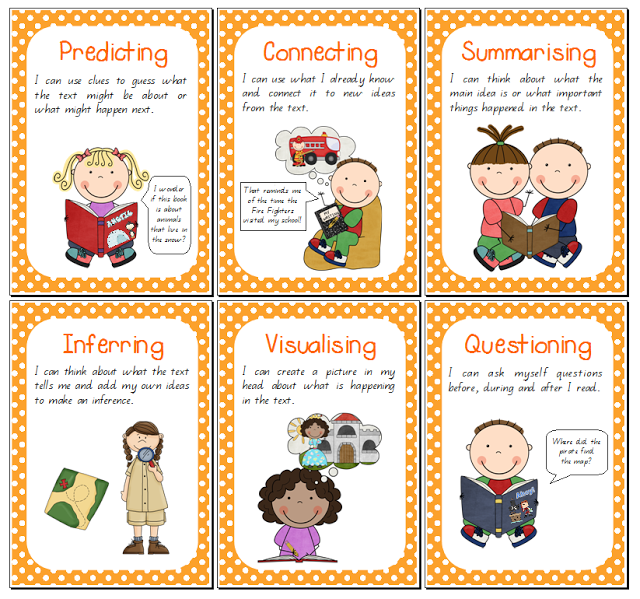 Predicting
I can use clues to guess what
the text might be about or
what might happen next.
I wonder
if this book
is about
animals
that live in
the snow?
Connecting
I can use what I already know
and connect it to new ideas
from the text.
That reminds me
of the time the
Fire Fighters
visited my school!
Summarising
I can think about what the
main idea is or what important
things happened in the text.
Inferring
I can think about what the text
tells me and add my own ideas
to make an inference.
Visualising
I can create a picture in my
head about what is happening
in the text.
Questioning
I can ask myself questions
before, during and after I read.
Where did the
pirate find
the map?